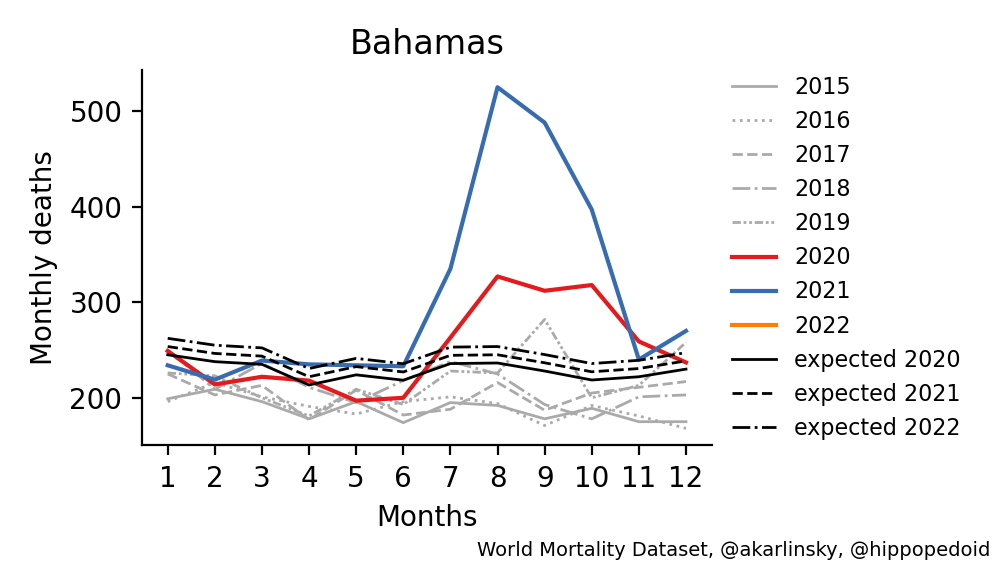 Bahamas
Monthly deaths
500
400
300
200
1 2 3 4 5 6 7 8 9 10 11 12
Months
2015
2016
2017
2018
2019
2020
2021
2022
expected 2020
expected 2021
expected 2022
World Mortality Dataset, @akarlinsky, @hippopedoid